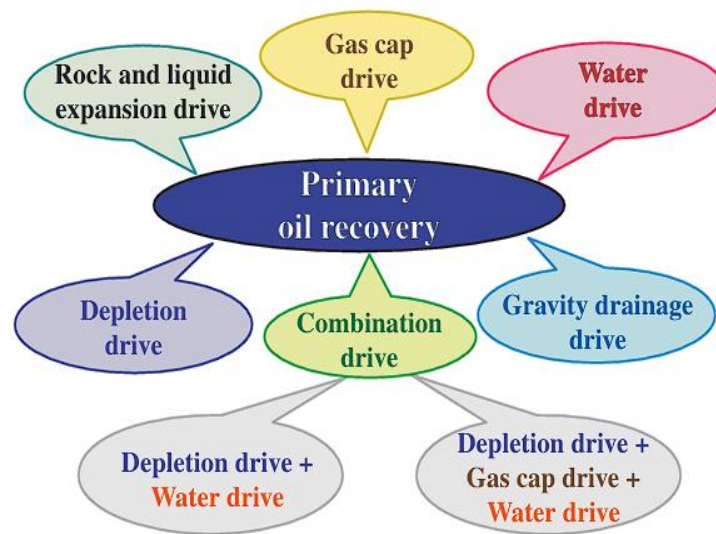 Gas cap
drive
Rock and liquid
expansion drive
Water
drive
Primary
oil recovery
Depletion
drive
Combination
drive
Gravity drainage
drive
Depletion drive +
Water drive
Depletion drive +
Gas cap drive +
Water drive